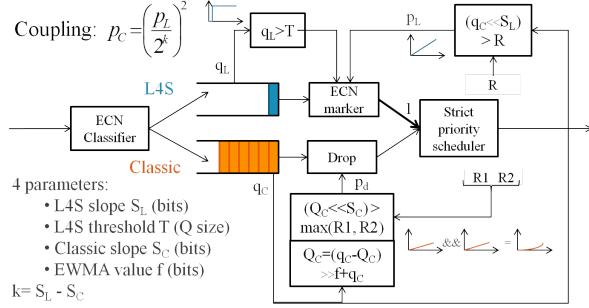 Coupling: p_C = (p_L / 2^k)^2
q_L>T
p_L
(q_C<<S_L)
> R
q_L
R
L4S
ECN
Classifier
ECN
marker
1
Strict
priority
scheduler
Classic
Drop
q_C
p_d
R1 R2
4 parameters:
• L4S slope S_L (bits)
• L4S threshold T (Q size)
• Classic slope S_C (bits)
• EWMA value f (bits)
k= S_L - S_C
(Q_C<<S_C)>
max(R1, R2)
Q_C=(q_C-Q_C)
>>f+q_C
&& =